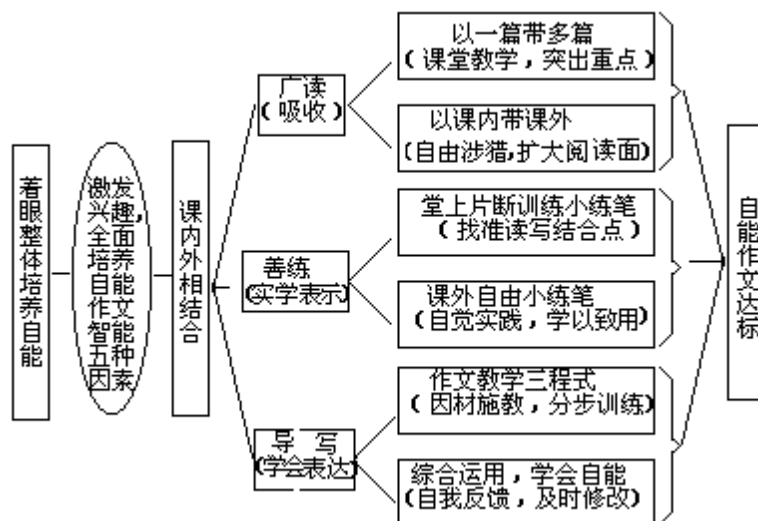 着眼整体培养自能
激发
兴趣,
全面
培养
自能
作文
智能
五种
因素
课内外相结合
广读
(吸收)
以一篇带多篇
(课堂教学，突出重点)
以课内带课外
(自由涉猎,扩大阅读面)
善练
(实学表示)
堂上片断训练小练笔
(找准读写结合点)
课外自由小练笔
(自觉实践，学以致用)
导 写
(学会表达)
作文教学三程式
(因材施教，分步训练)
综合运用，学会自能
(自我反馈，及时修改)
自能作文达标